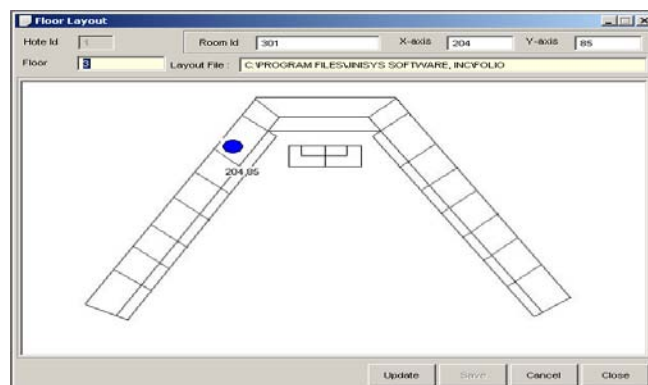 Floor Layout
Hote Id 1 Room Id 301 X-axis 204 Y-axis 85
Floor 3 Layout File : C:\PROGRAM FILES\INISYS SOFTWARE, INC\FOLIO
204,85
Update Save Cancel Close